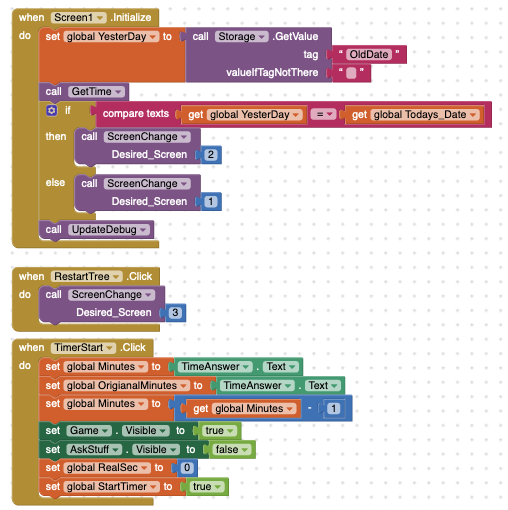 when Screen1 .Initialize
do set global YesterDay to call Storage .GetValue
tag " OldDate "
valueIfTagNotThere " "
call GetTime
if compare texts get global YesterDay = get global Todays_Date
then call ScreenChange
Desired_Screen 2
else call ScreenChange
Desired_Screen 1
call UpdateDebug
when RestartTree .Click
do call ScreenChange
Desired_Screen 3
when TimerStart .Click
do set global Minutes to TimeAnswer . Text
set global OrigianalMinutes to TimeAnswer . Text
set global Minutes to get global Minutes - 1
set Game . Visible to true
set AskStuff . Visible to false
set global RealSec to 0
set global StartTimer to true